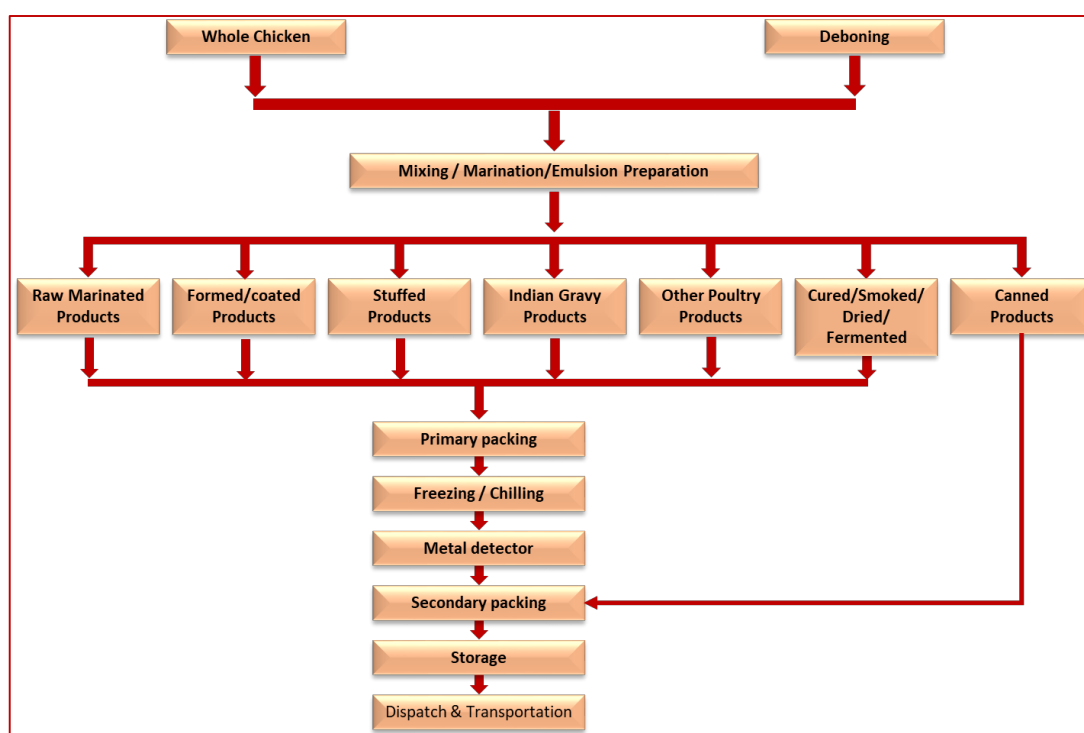 Whole Chicken
Deboning
Mixing / Marination/Emulsion Preparation
Raw Marinated
Products
Formed/coated
Products
Stuffed
Products
Indian Gravy
Products
Other Poultry
Products
Cured/Smoked/
Dried/
Fermented
Canned
Products
Primary packing
Freezing / Chilling
Metal detector
Secondary packing
Storage
Dispatch & Transportation